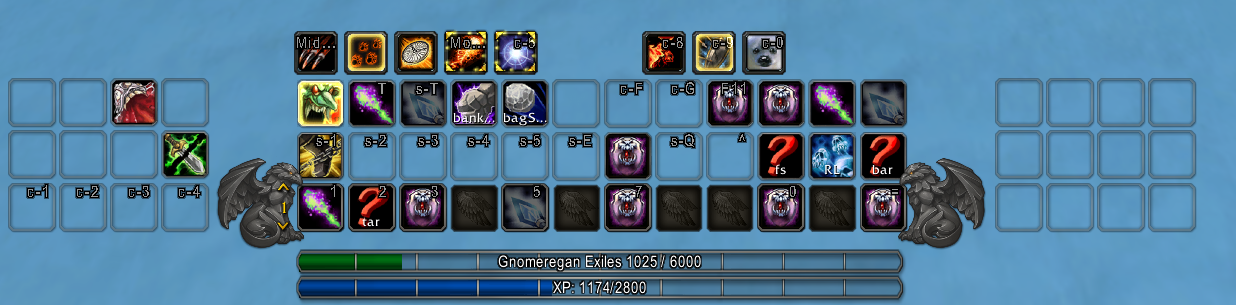 Mid... Mo... c-6 c-8 c-9 c-0
T s-T bank... bagS... c-F c-G F11
s-1 s-2 s-3 s-4 s-5 s-E s-Q ^ fs RL bar
c-1 c-2 c-3 c-4 1 1 2 tar 3 5 7 0 =
Gnomeregan Exiles 1025 / 6000
XP: 1174/2800